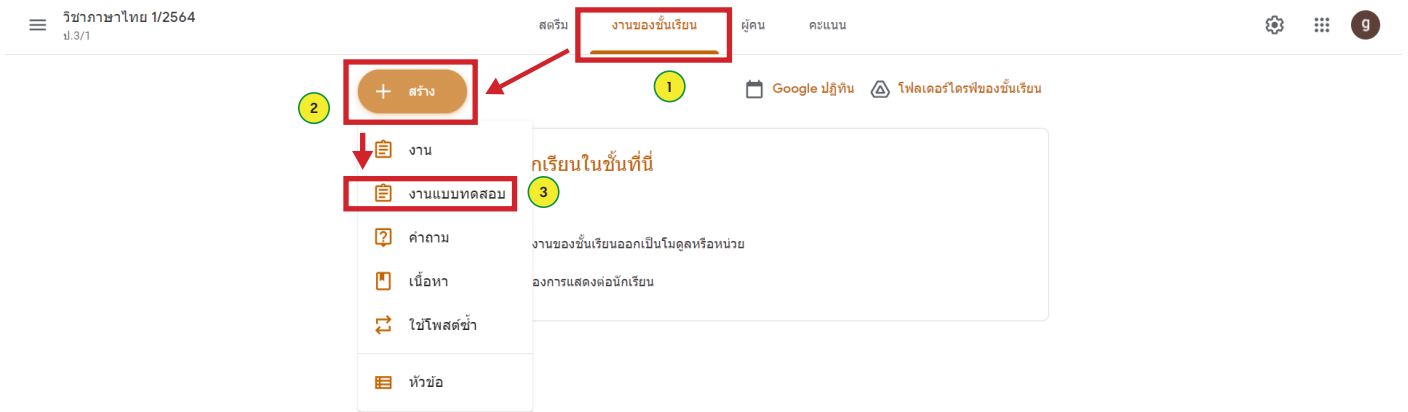 วิชาภาษาไทย 1/2564
ป.3/1
สตรีม งานของชั้นเรียน ผู้คน คะแนน
g
1
Google ปฏิทิน โฟลเดอร์ไดรฟ์ของชั้นเรียน
สร้าง
2
งาน
กเรียนในชั้นที่นี่
งานแบบทดสอบ
3
คำถาม
งานของชั้นเรียนออกเป็นโมดูลหรือหน่วย
เนื้อหา
องการแสดงต่อนักเรียน
ใช้โพสต์ซ้ำ
หัวข้อ